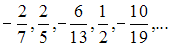 -2/7, 2/5, -6/13, 1/2, -10/19,...